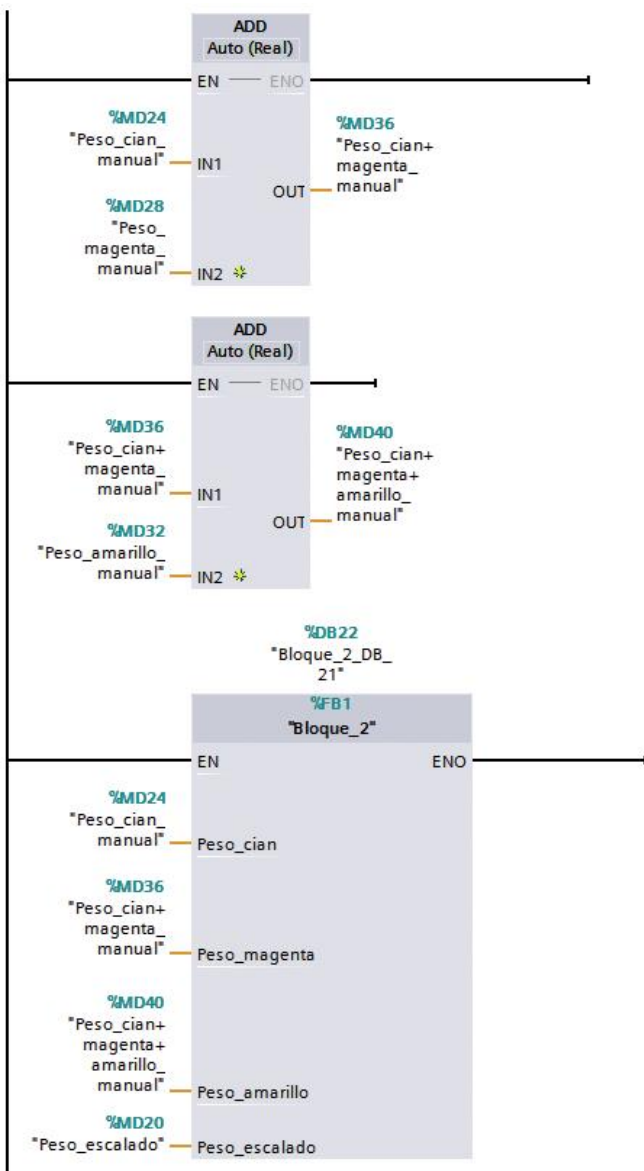 ADD
Auto (Real)
EN ENO
%MD24
"Peso_cian_
manual" IN1
%MD36
"Peso_cian+
magenta_
manual"
OUT
%MD28
"Peso_
magenta_
manual" IN2
ADD
Auto (Real)
EN ENO
%MD36
"Peso_cian+
magenta_
manual" IN1
%MD40
"Peso_cian+
magenta+
amarillo_
manual"
OUT
%MD32
"Peso_amarillo_
manual" IN2
%DB22
"Bloque_2_DB_
21"
%FB1
"Bloque_2"
EN ENO
%MD24
"Peso_cian_
manual" Peso_cian
%MD36
"Peso_cian+
magenta_
manual" Peso_magenta
%MD40
"Peso_cian+
magenta+
amarillo_
manual" Peso_amarillo
%MD20
"Peso_escalado" Peso_escalado